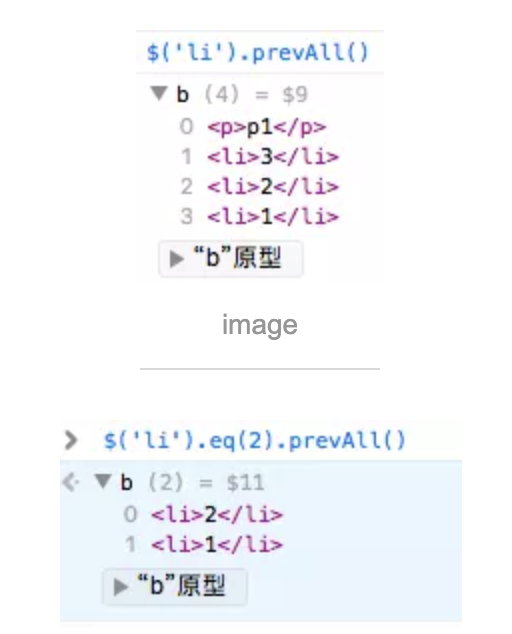 $('li').prevAll()
▼ b (4) = $9
0 <p>p1</p>
1 <li>3</li>
2 <li>2</li>
3 <li>1</li>
▶ “b”原型
image
> $('li').eq(2).prevAll()
▼ b (2) = $11
0 <li>2</li>
1 <li>1</li>
▶ “b”原型